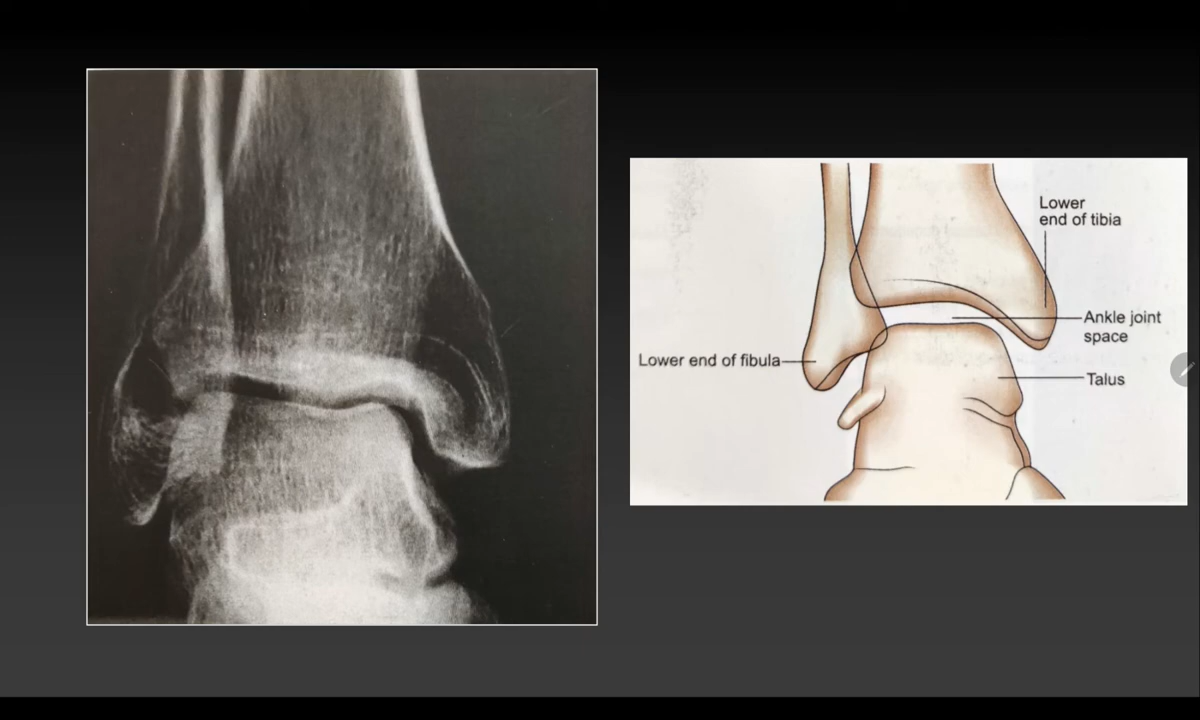 Lower
end of tibia
Ankle joint
space
Lower end of fibula
Talus